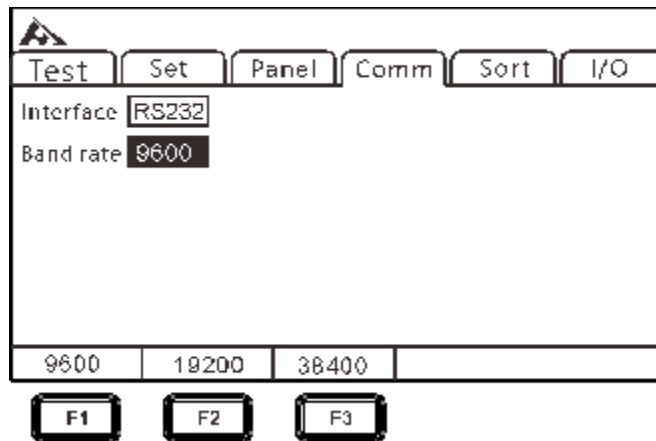 Test Set Panel Comm Sort I/O
Interface RS232
Band rate 9600
9600 19200 38400
F1 F2 F3